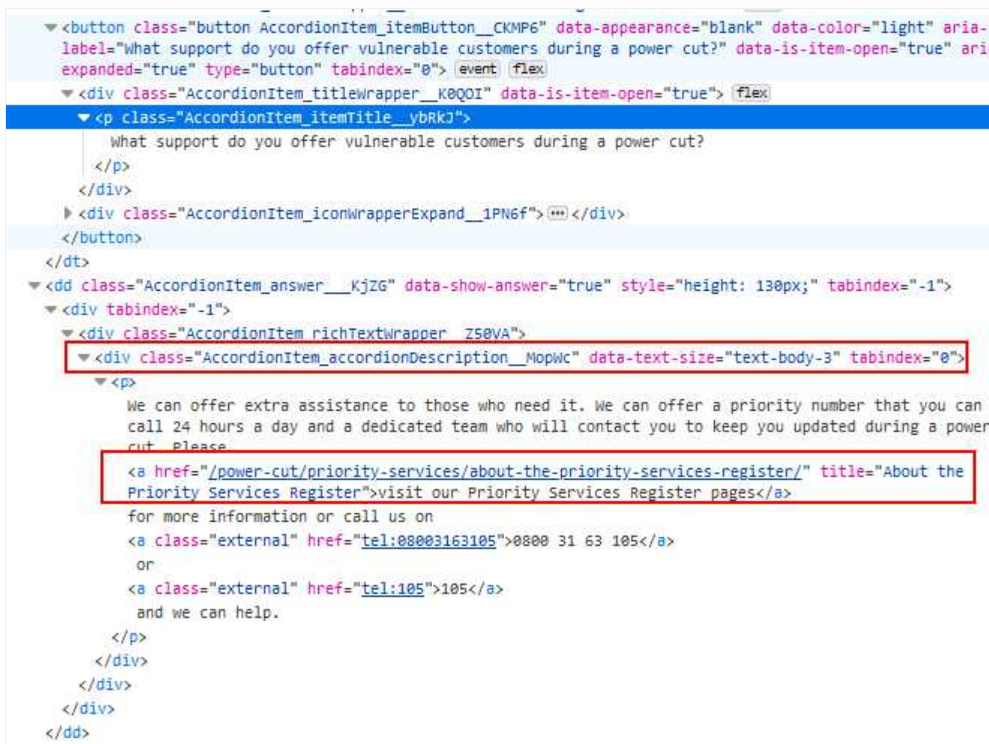 <button class="button AccordionItem_itemButton__CKMP6" data-appearance="blank" data-color="light" aria-
label="What support do you offer vulnerable customers during a power cut?" data-is-item-open="true" ari
expanded="true" type="button" tabindex="0"> event flex
<div class="AccordionItem_titleWrapper__K0QOI" data-is-item-open="true"> flex
<p class="AccordionItem_itemTitle__ybRkJ">
What support do you offer vulnerable customers during a power cut?
</p>
</div>
<div class="AccordionItem_iconWrapperExpand__1PN6f"> ••• </div>
</button>
</dt>
<dd class="AccordionItem_answer___KjZG" data-show-answer="true" style="height: 130px;" tabindex="-1">
<div tabindex="-1">
<div class="AccordionItem_richTextWrapper__Z50VA">
<div class="AccordionItem_accordionDescription__MopWc" data-text-size="text-body-3" tabindex="0">
<p>
We can offer extra assistance to those who need it. We can offer a priority number that you can
call 24 hours a day and a dedicated team who will contact you to keep you updated during a power
cut. Please
<a href="/power-cut/priority-services/about-the-priority-services-register/" title="About the
Priority Services Register">visit our Priority Services Register pages</a>
for more information or call us on
<a class="external" href="tel:08003163105">0800 31 63 105</a>
or
<a class="external" href="tel:105">105</a>
and we can help.
</p>
</div>
</div>
</div>
</dd>